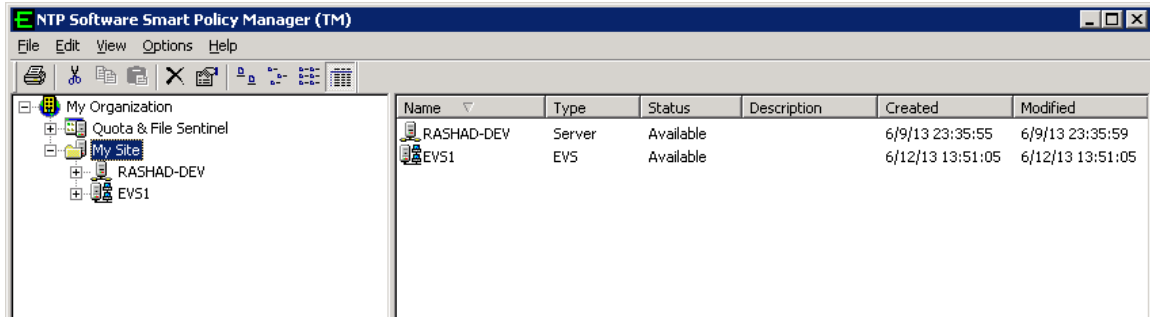 NTP Software Smart Policy Manager (TM)
File Edit View Options Help
My Organization
Quota & File Sentinel
My Site
RASHAD-DEV
EVS1
Name Type Status Description Created Modified
RASHAD-DEV Server Available 6/9/13 23:35:55 6/9/13 23:35:59
EVS1 EVS Available 6/12/13 13:51:05 6/12/13 13:51:05